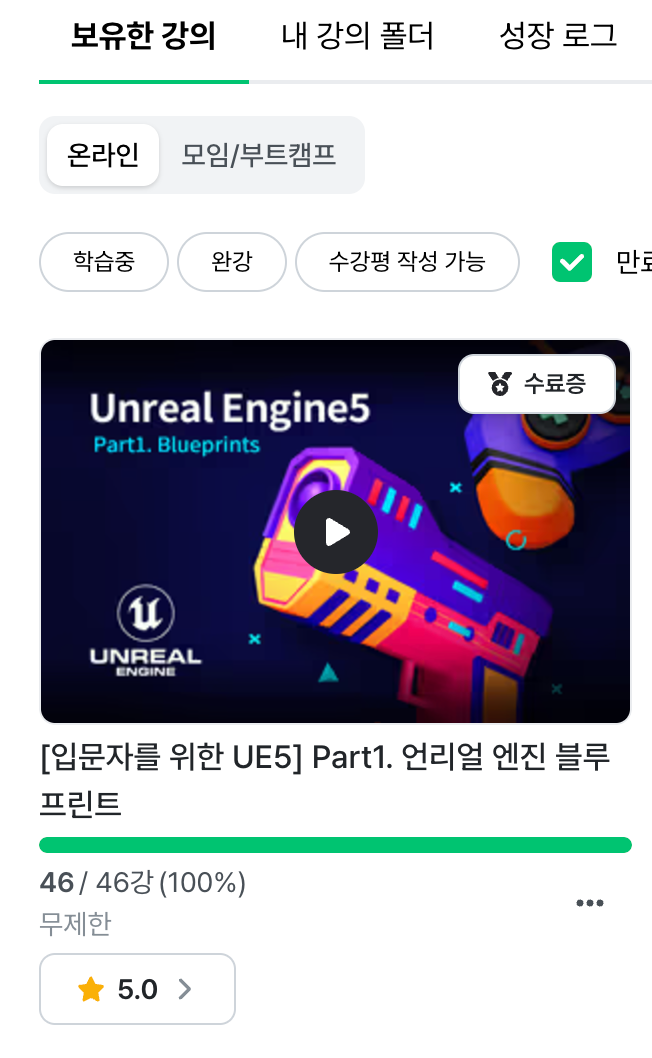 보유한 강의 내 강의 폴더 성장 로그
온라인 모임/부트캠프
학습중 완강 수강평 작성 가능 만료
수료증
Unreal Engine5
Part1. Blueprints
UNREAL
ENGINE
[입문자를 위한 UE5] Part1. 언리얼 엔진 블루
프린트
46 / 46강 (100%)
무제한
5.0